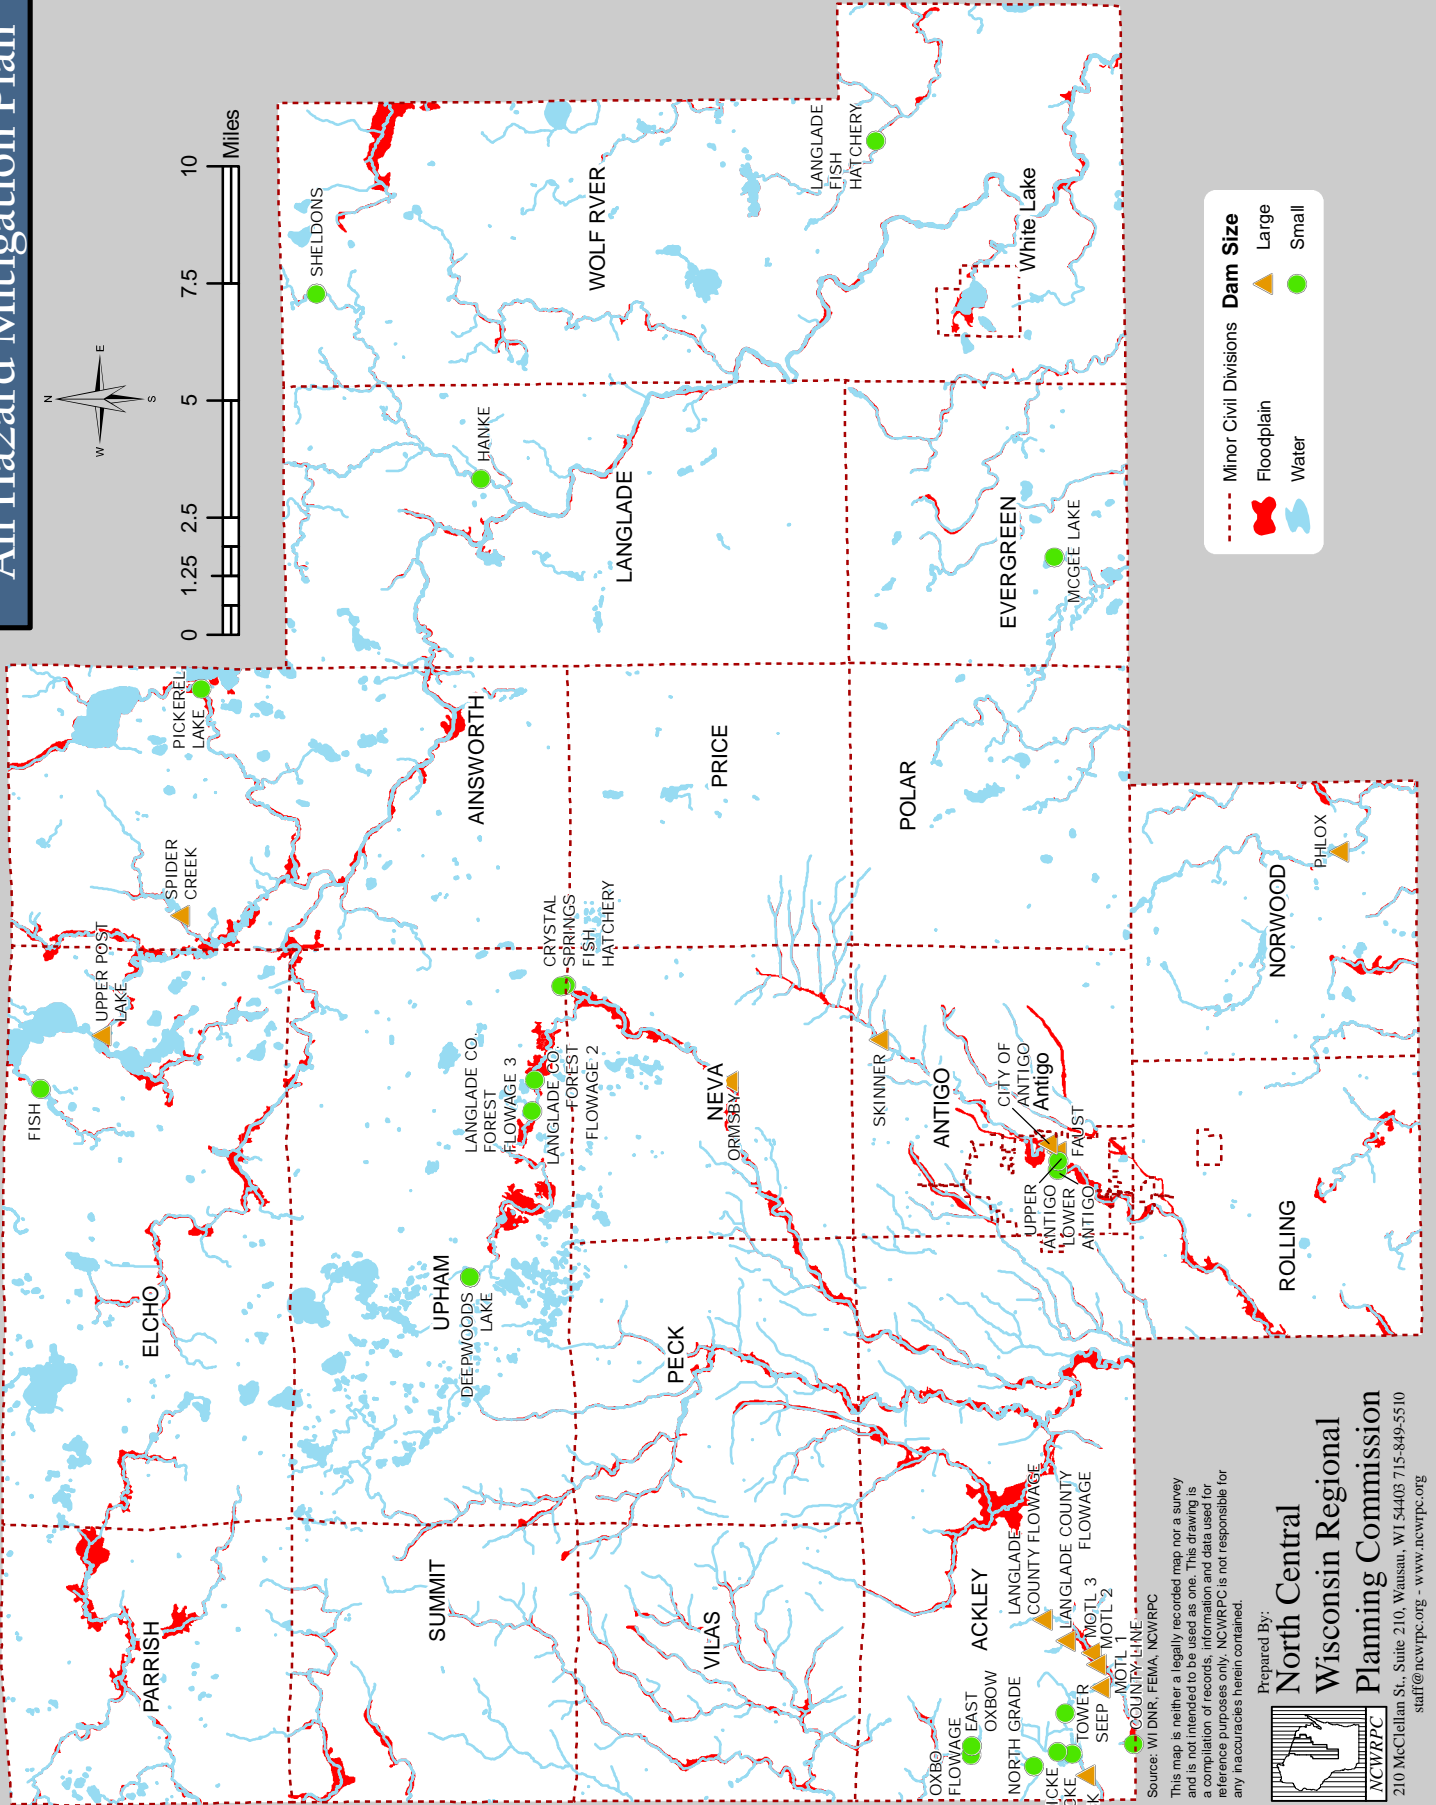 All Hazard Mitigation Plan
N
W
E
S
0
1.25
2.5
5
7.5
10
Miles
PARRISH
ELCHO
FISH
UPPER POST
LAKE
SPIDER
CREEK
PICKEREL
LAKE
AINSWORTH
SUMMIT
UPHAM
DEEPWOODS
LAKE
LANGLADE CO.
FOREST
FLOWAGE 3
LANGLADE CO.
FOREST
FLOWAGE 2
CRYSTAL
SPRINGS
FISH
HATCHERY
SHELDONS
HANKE
LANGLADE
WOLF RVER
LANGLADE
FISH
HATCHERY
White Lake
VILAS
PECK
NEVA
ORMSBY
PRICE
POLAR
EVERGREEN
MCGEE LAKE
ACKLEY
ANTIGO
SKINNER
CITY OF
ANTIGO
Antigo
FAUST
UPPER
ANTIGO
LOWER
ANTIGO
LANGLADE
COUNTY FLOWAGE
LANGLADE COUNTY
FLOWAGE
MOTL 3
MOTL 2
MOTL 1
COUNTY LINE
OXBO
FLOWAGE
EAST
OXBOW
NORTH GRADE
TOWER
SEEP
ROLLING
NORWOOD
PHLOX
Minor Civil Divisions
Floodplain
Water
Dam Size
Large
Small
Source: WI DNR, FEMA, NCWRPC
This map is neither a legally recorded map nor a survey
and is not intended to be used as one. This drawing is
a compilation of records, information and data used for
reference purposes only. NCWRPC is not responsible for
any inaccuracies herein contained.
Prepared By:
North Central
Wisconsin Regional
Planning Commission
NCWRPC
210 McClellan St., Suite 210, Wausau, WI 54403 715-849-5510
staff@ncwrpc.org - www.ncwrpc.org